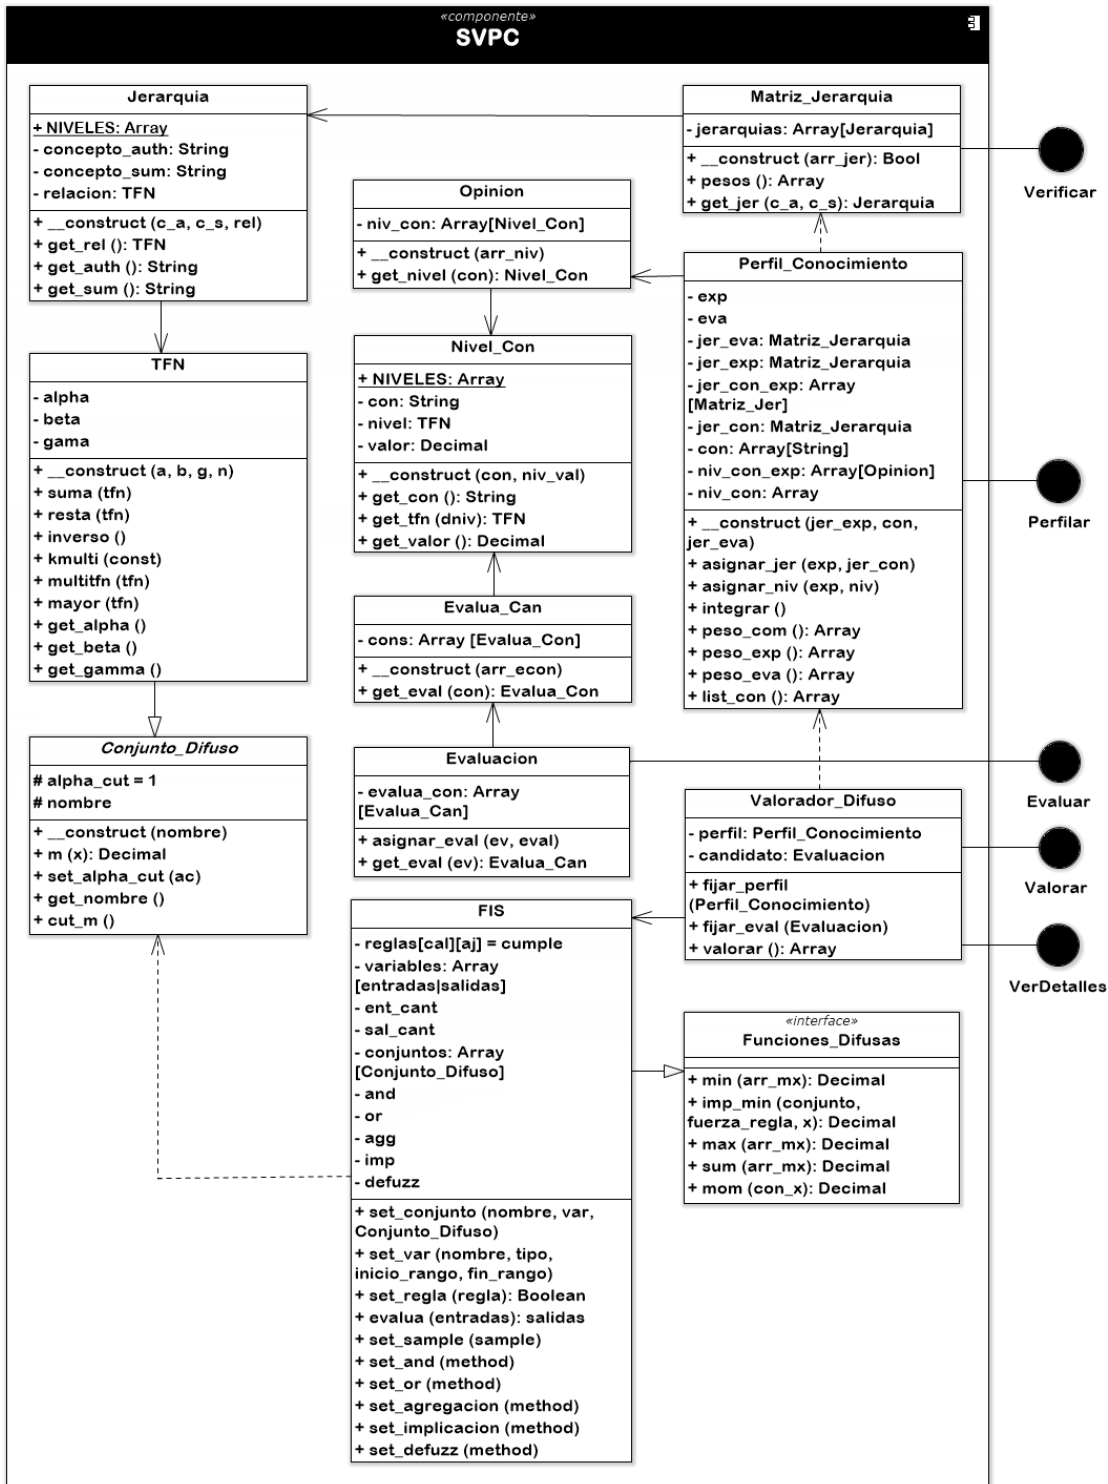 «componente»
SVPC
Jerarquia
+ NIVELES: Array
- concepto_auth: String
- concepto_sum: String
- relacion: TFN
+ __construct (c_a, c_s, rel)
+ get_rel (): TFN
+ get_auth (): String
+ get_sum (): String
Matriz_Jerarquia
- jerarquias: Array[Jerarquia]
+ __construct (arr_jer): Bool
+ pesos (): Array
+ get_jer (c_a, c_s): Jerarquia
Verificar
Opinion
- niv_con: Array[Nivel_Con]
+ __construct (arr_niv)
+ get_nivel (con): Nivel_Con
Perfil_Conocimiento
- exp
- eva
- jer_eva: Matriz_Jerarquia
- jer_exp: Matriz_Jerarquia
- jer_con_exp: Array
[Matriz_Jer]
- jer_con: Matriz_Jerarquia
- con: Array[String]
- niv_con_exp: Array[Opinion]
- niv_con: Array
+ __construct (jer_exp, con,
jer_eva)
+ asignar_jer (exp, jer_con)
+ asignar_niv (exp, niv)
+ integrar ()
+ peso_com (): Array
+ peso_exp (): Array
+ peso_eva (): Array
+ list_con (): Array
Perfilar
TFN
- alpha
- beta
- gama
+ __construct (a, b, g, n)
+ suma (tfn)
+ resta (tfn)
+ inverso ()
+ kmulti (const)
+ multitfn (tfn)
+ mayor (tfn)
+ get_alpha ()
+ get_beta ()
+ get_gamma ()
Nivel_Con
+ NIVELES: Array
- con: String
- nivel: TFN
- valor: Decimal
+ __construct (con, niv_val)
+ get_con (): String
+ get_tfn (dniv): TFN
+ get_valor (): Decimal
Evalua_Can
- cons: Array [Evalua_Con]
+ __construct (arr_econ)
+ get_eval (con): Evalua_Con
Conjunto_Difuso
# alpha_cut = 1
# nombre
+ __construct (nombre)
+ m (x): Decimal
+ set_alpha_cut (ac)
+ get_nombre ()
+ cut_m ()
Evaluacion
- evalua_con: Array
[Evalua_Can]
+ asignar_eval (ev, eval)
+ get_eval (ev): Evalua_Can
Evaluar
Valorador_Difuso
- perfil: Perfil_Conocimiento
- candidato: Evaluacion
+ fijar_perfil
(Perfil_Conocimiento)
+ fijar_eval (Evaluacion)
+ valorar (): Array
Valorar
VerDetalles
FIS
- reglas[cal][aj] = cumple
- variables: Array
[entradas|salidas]
- ent_cant
- sal_cant
- conjuntos: Array
[Conjunto_Difuso]
- and
- or
- agg
- imp
- defuzz
+ set_conjunto (nombre, var,
Conjunto_Difuso)
+ set_var (nombre, tipo,
inicio_rango, fin_rango)
+ set_regla (regla): Boolean
+ evalua (entradas): salidas
+ set_sample (sample)
+ set_and (method)
+ set_or (method)
+ set_agregacion (method)
+ set_implicacion (method)
+ set_defuzz (method)
«interface»
Funciones_Difusas
+ min (arr_mx): Decimal
+ imp_min (conjunto,
fuerza_regla, x): Decimal
+ max (arr_mx): Decimal
+ sum (arr_mx): Decimal
+ mom (con_x): Decimal